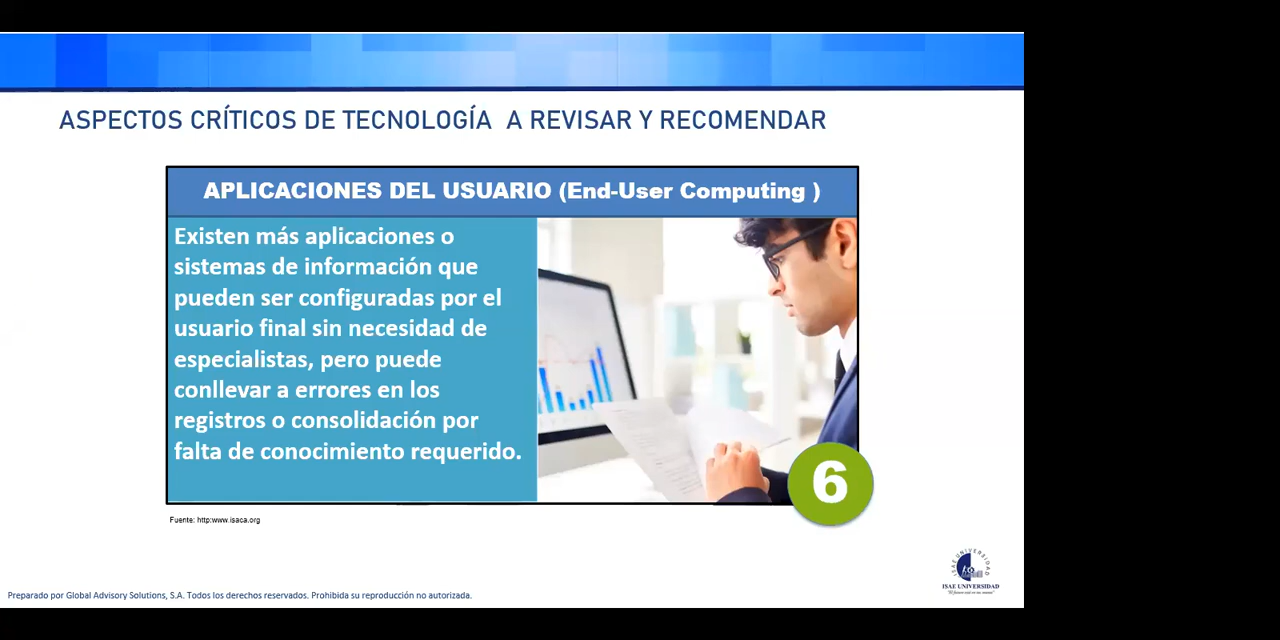 ASPECTOS CRÍTICOS DE TECNOLOGÍA A REVISAR Y RECOMENDAR
APLICACIONES DEL USUARIO (End-User Computing )
Existen más aplicaciones o
sistemas de información que
pueden ser configuradas por el
usuario final sin necesidad de
especialistas, pero puede
conllevar a errores en los
registros o consolidación por
falta de conocimiento requerido.
6
Fuente: http:www.isaca.org
ISAE UNIVERSIDAD
ISAE UNIVERSIDAD
Preparado por Global Advisory Solutions, S.A. Todos los derechos reservados. Prohibida su reproducción no autorizada.